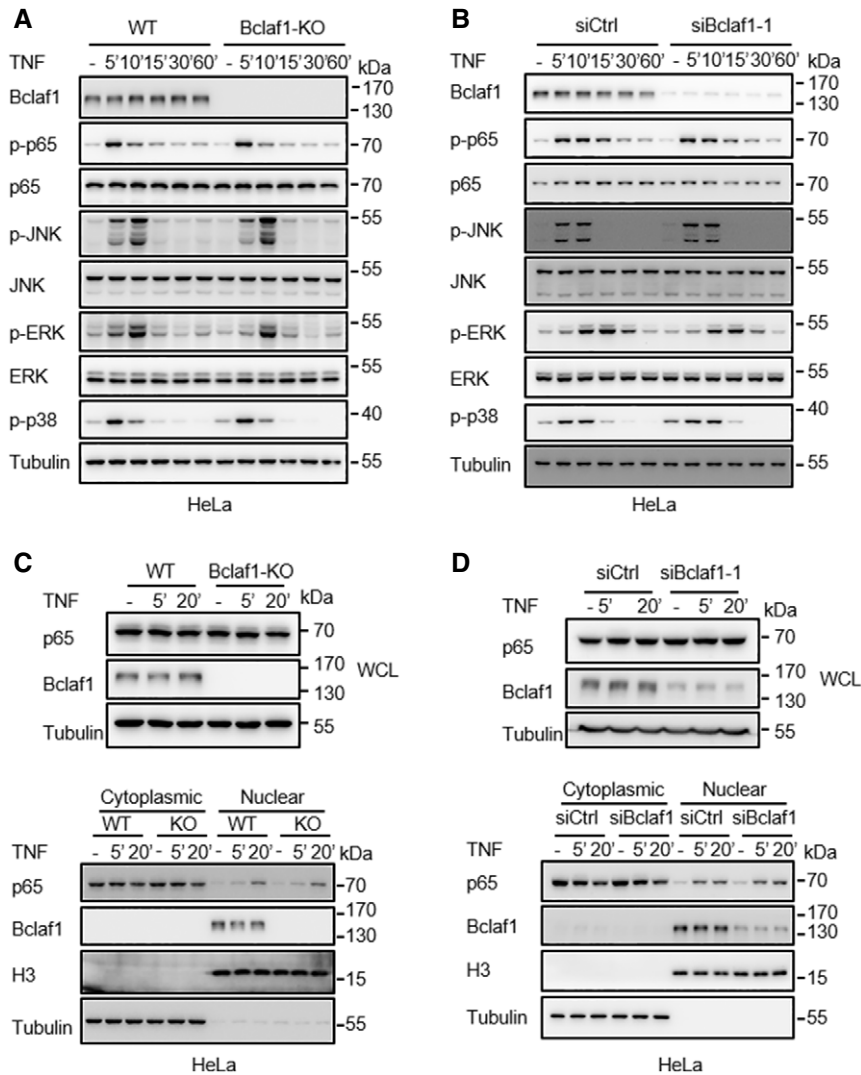 A
WT Bclaf1-KO
TNF - 5' 10' 15' 30' 60' - 5' 10' 15' 30' 60' kDa
Bclaf1 -170
-130
p-p65 -70
p65 -70
p-JNK -55
JNK -55
p-ERK -55
ERK -55
p-p38 -40
Tubulin -55
HeLa
B
siCtrl siBclaf1-1
TNF - 5' 10' 15' 30' 60' - 5' 10' 15' 30' 60' kDa
Bclaf1 -170
-130
p-p65 -70
p65 -70
p-JNK -55
JNK -55
p-ERK -55
ERK -55
p-p38 -40
Tubulin -55
HeLa
C
WT Bclaf1-KO
TNF - 5' 20' - 5' 20' kDa
p65 -70
Bclaf1 -170 WCL
-130
Tubulin -55
Cytoplasmic Nuclear
WT KO WT KO
TNF - 5' 20' - 5' 20' - 5' 20' - 5' 20' kDa
p65 -70
Bclaf1 -170
-130
H3 -15
Tubulin -55
HeLa
D
siCtrl siBclaf1-1
TNF - 5' 20' - 5' 20' kDa
p65 -70
Bclaf1 -170 WCL
-130
Tubulin -55
Cytoplasmic Nuclear
siCtrl siBclaf1 siCtrl siBclaf1
TNF - 5' 20' - 5' 20' - 5' 20' - 5' 20' kDa
p65 -70
Bclaf1 -170
-130
H3 -15
Tubulin -55
HeLa